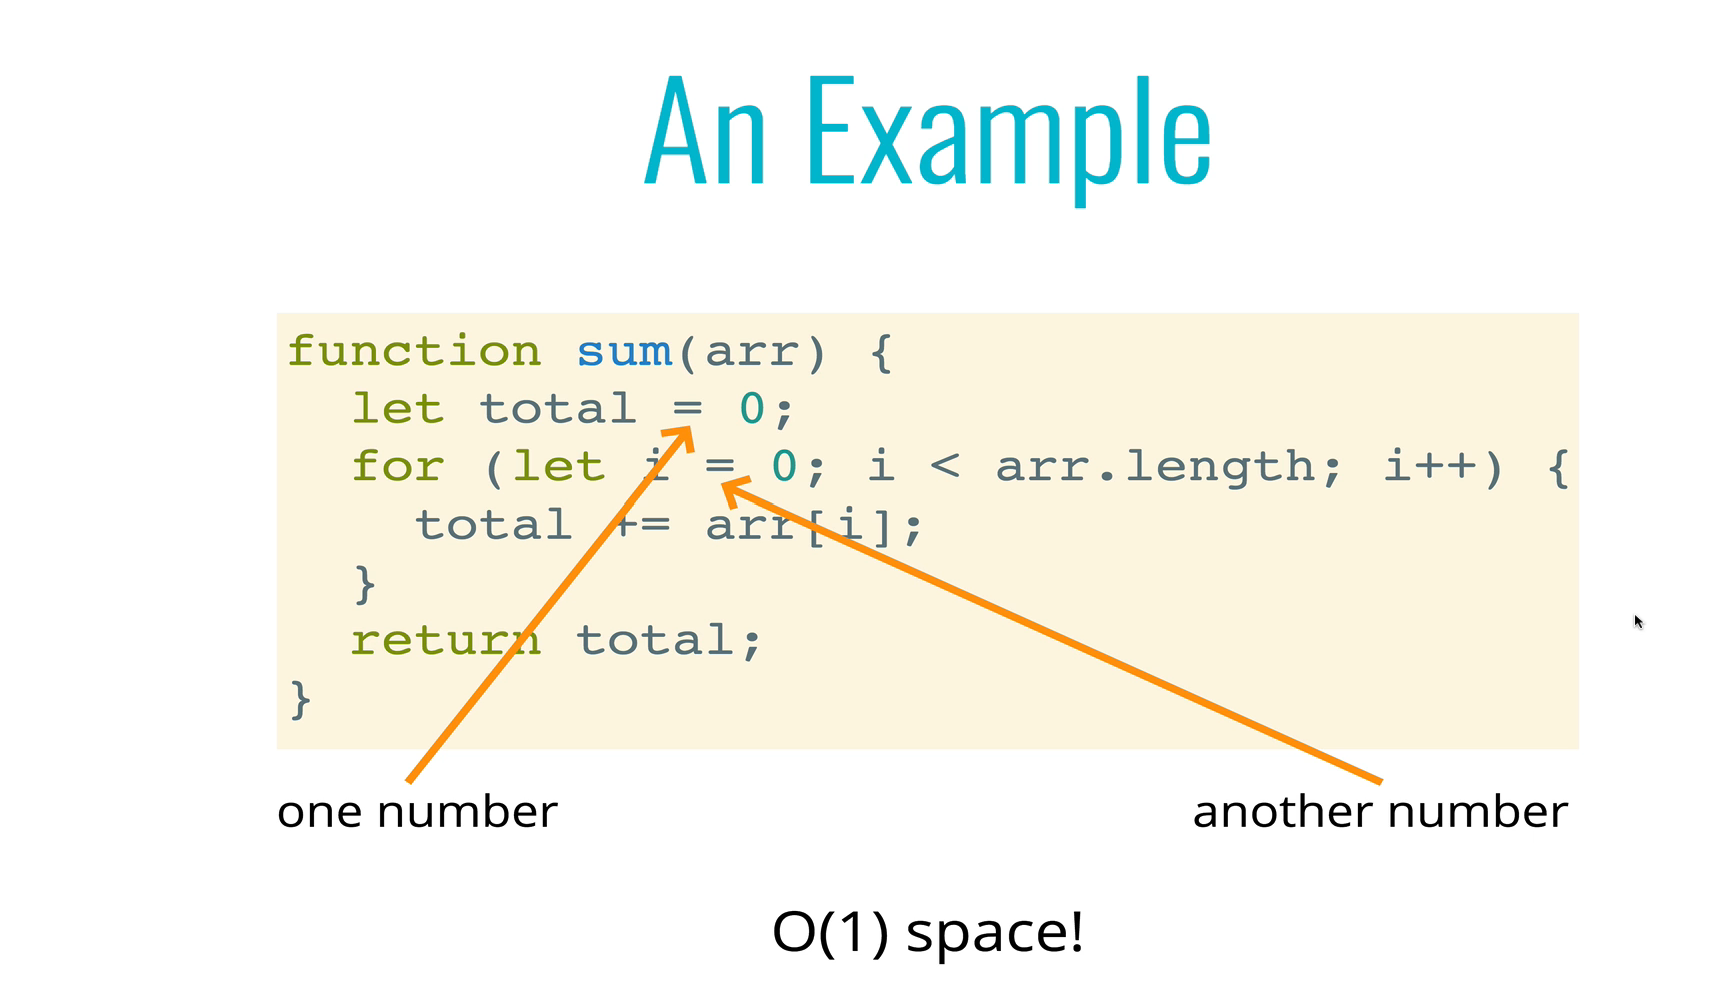 An Example
function sum(arr) {
  let total = 0;
  for (let i = 0; i < arr.length; i++) {
    total += arr[i];
  }
  return total;
}
one number
another number
O(1) space!